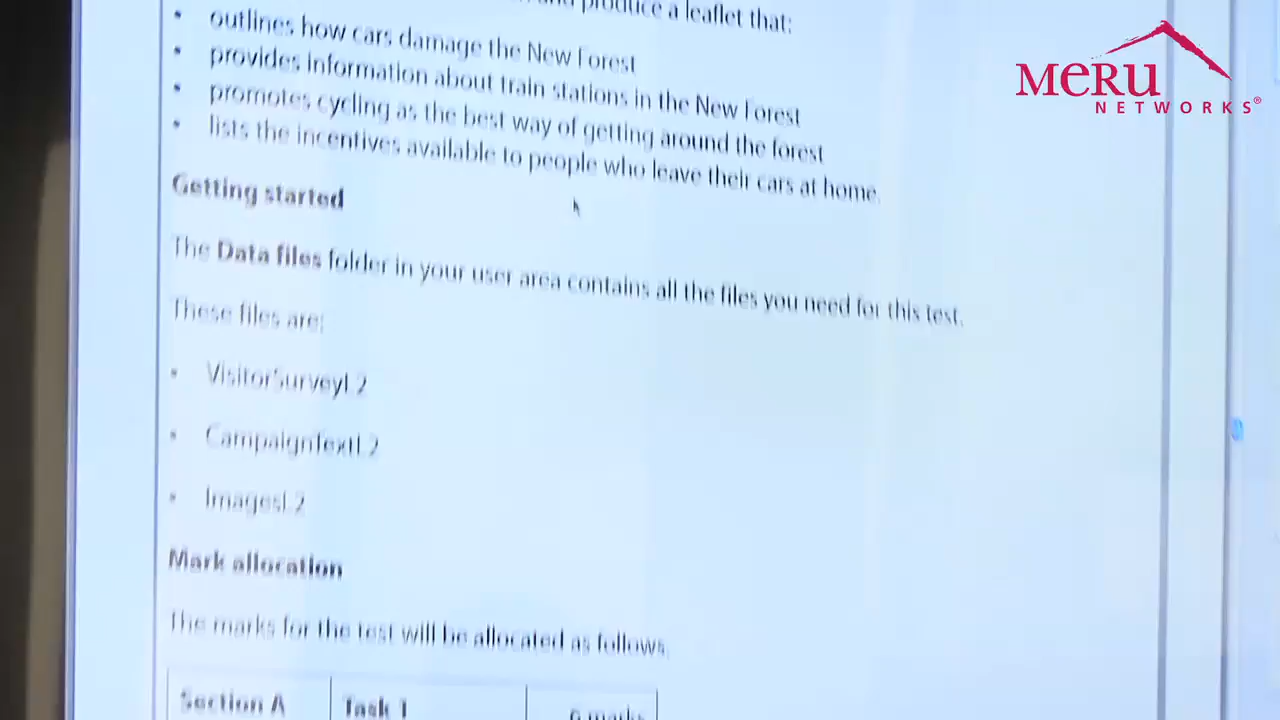 and produce a leaflet that:
• outlines how cars damage the New Forest
• provides information about train stations in the New Forest
• promotes cycling as the best way of getting around the forest
• lists the incentives available to people who leave their cars at home.
Getting started
The Data files folder in your user area contains all the files you need for this test.
These files are:
• VisitorSurveyL2
• CampaignTextL2
• ImagesL2
Mark allocation
The marks for the test will be allocated as follows.
Section A Task 1 6 marks
MERU
NETWORKS®